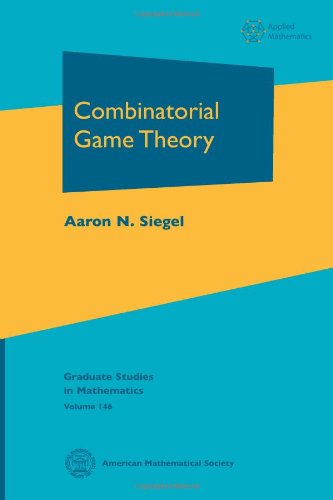 Applied
Mathematics
Combinatorial
Game Theory
Aaron N. Siegel
Graduate Studies
in Mathematics
Volume 146
American Mathematical Society